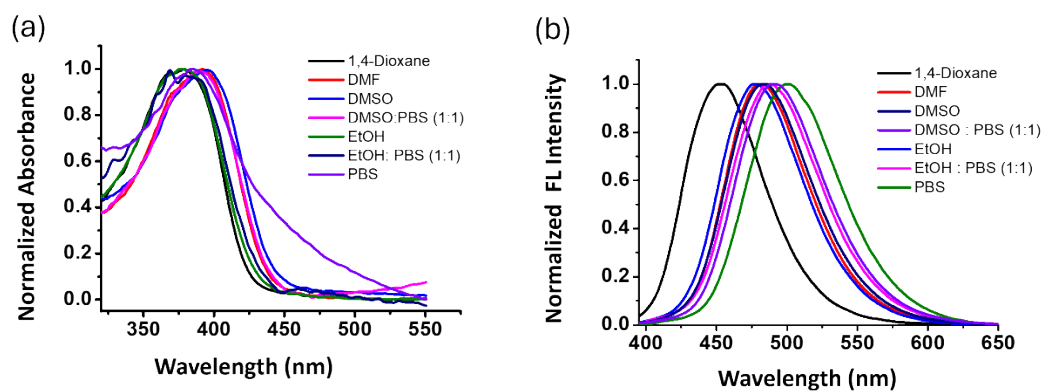 (a)
Normalized Absorbance
1.0
0.8
0.6
0.4
0.2
0.0
350
400
450
500
550
Wavelength (nm)
1,4-Dioxane
DMF
DMSO
DMSO:PBS (1:1)
EtOH
EtOH: PBS (1:1)
PBS
(b)
Normalized FL Intensity
1.0
0.8
0.6
0.4
0.2
0.0
400
450
500
550
600
650
Wavelength (nm)
1,4-Dioxane
DMF
DMSO
DMSO : PBS (1:1)
EtOH
EtOH : PBS (1:1)
PBS